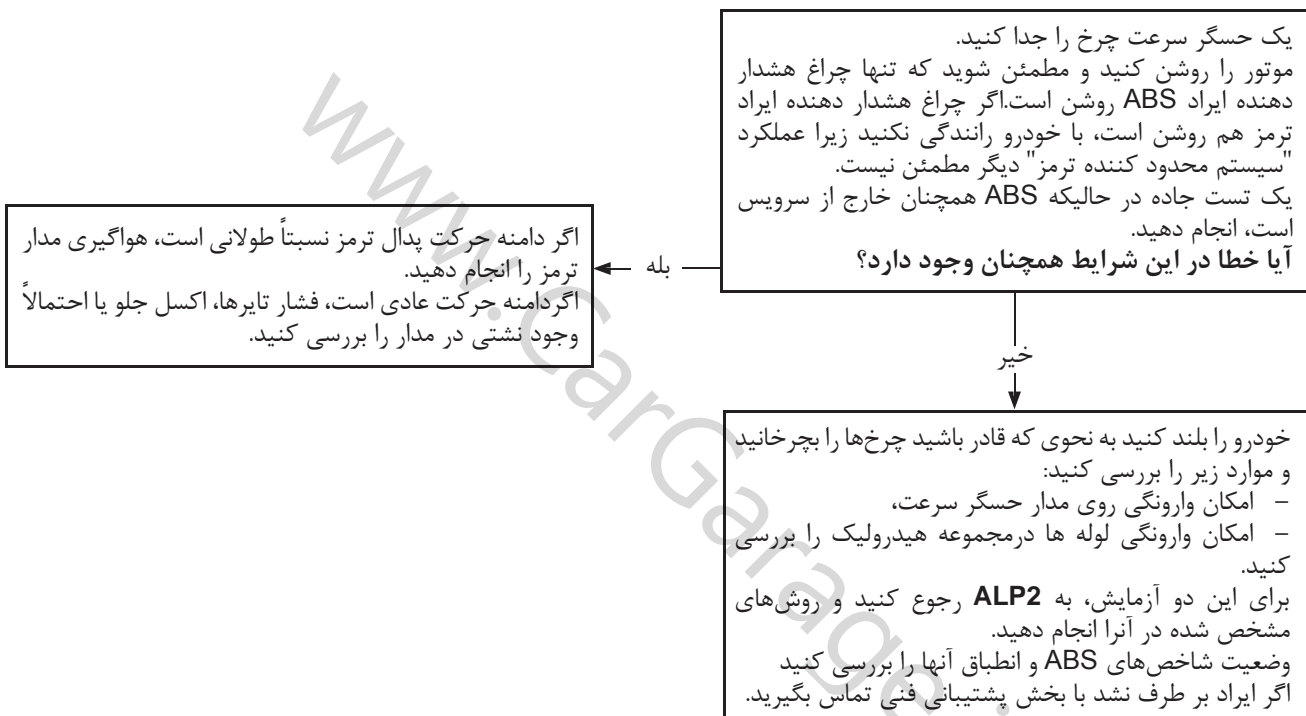 یک حسگر سرعت چرخ را جدا کنید.
موتور را روشن کنید و مطمئن شوید که تنها چراغ هشدار
دهنده ایراد ABS روشن است.اگر چراغ هشدار دهنده ایراد
ترمز هم روشن است، با خودرو رانندگی نکنید زیرا عملکرد
"سیستم محدود کننده ترمز" دیگر مطمئن نیست.
یک تست جاده در حالیکه ABS همچنان خارج از سرویس
است، انجام دهید.
آیا خطا در این شرایط همچنان وجود دارد؟
بله
اگر دامنه حرکت پدال ترمز نسبتاً طولانی است، هواگیری مدار
ترمز را انجام دهید.
اگردامنه حرکت عادی است، فشار تایرها، اکسل جلو یا احتمالاً
وجود نشتی در مدار را بررسی کنید.
خیر
خودرو را بلند کنید به نحوی که قادر باشید چرخ‌ها را بچرخانید
و موارد زیر را بررسی کنید:
– امکان وارونگی روی مدار حسگر سرعت،
– امکان وارونگی لوله ها درمجموعه هیدرولیک را بررسی
کنید.
برای این دو آزمایش، به ALP2 رجوع کنید و روش‌های
مشخص شده در آنرا انجام دهید.
وضعیت شاخص‌های ABS و انطباق آنها را بررسی کنید
اگر ایراد بر طرف نشد با بخش پشتیبانی فنی تماس بگیرید.
www.CarGarage.